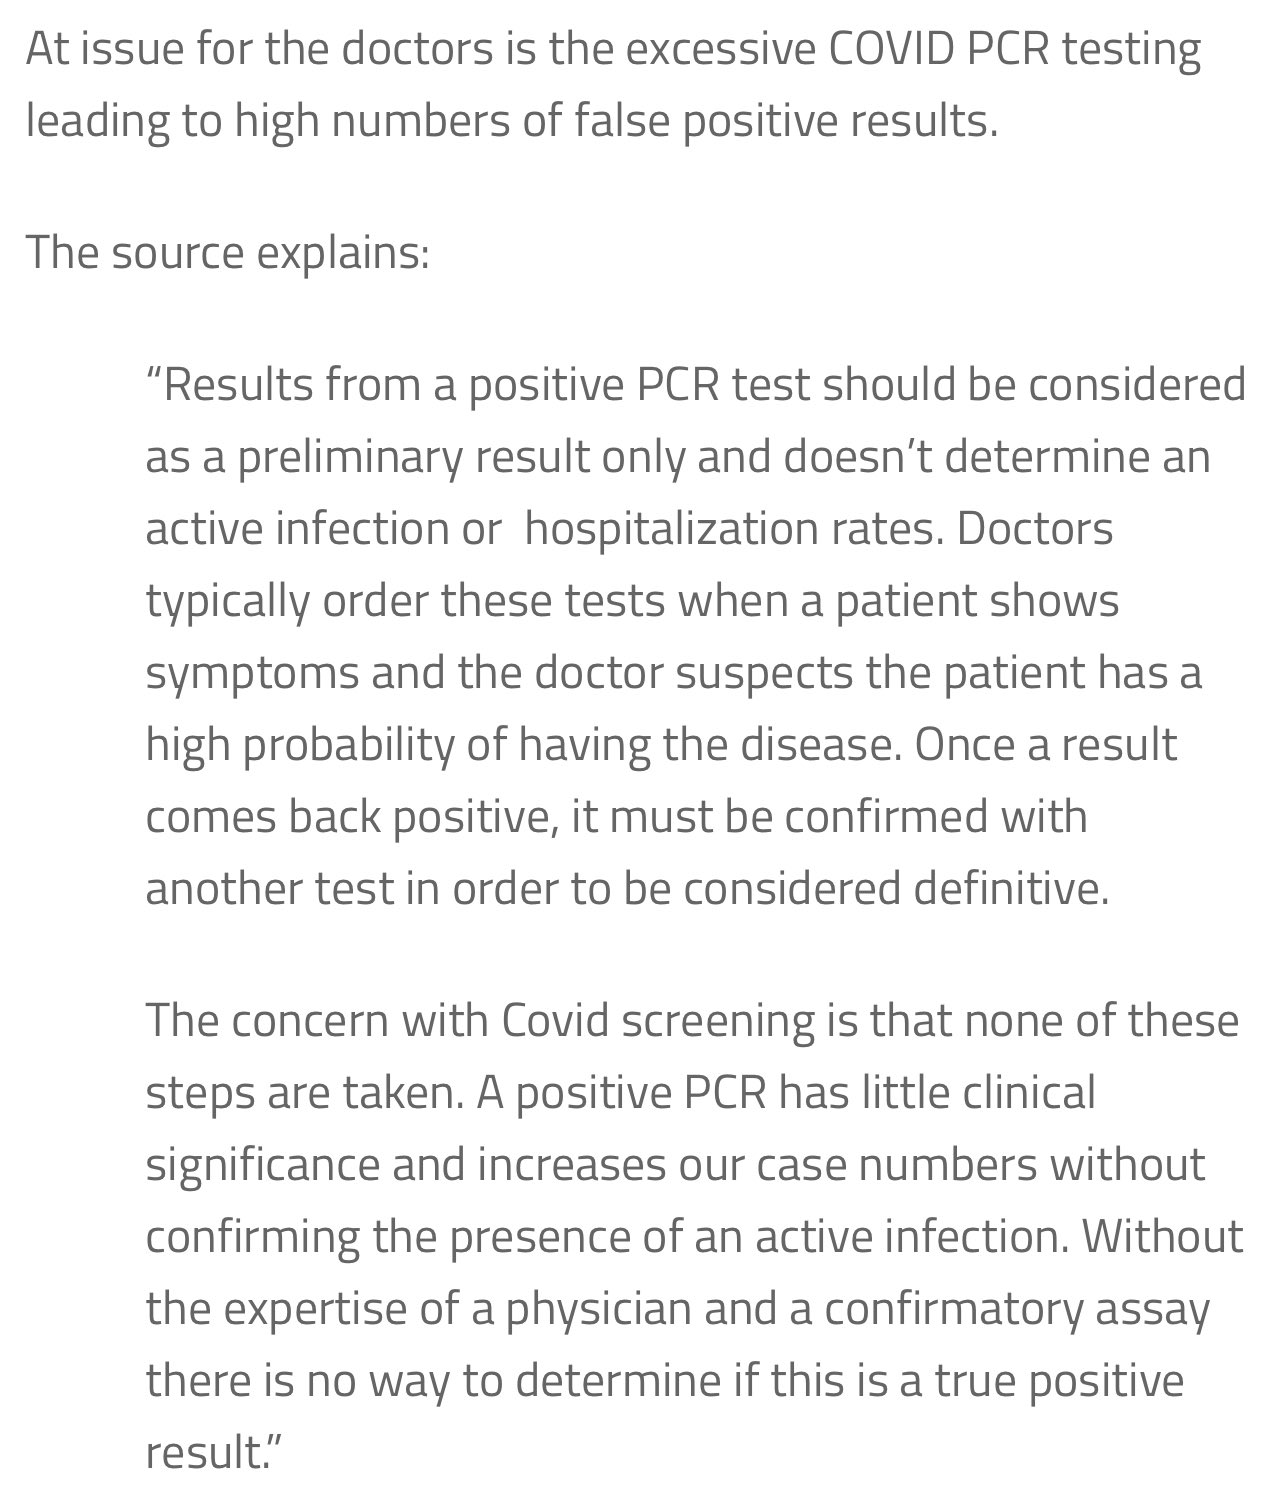 At issue for the doctors is the excessive COVID PCR testing
leading to high numbers of false positive results.
The source explains:
“Results from a positive PCR test should be considered
as a preliminary result only and doesn’t determine an
active infection or  hospitalization rates. Doctors
typically order these tests when a patient shows
symptoms and the doctor suspects the patient has a
high probability of having the disease. Once a result
comes back positive, it must be confirmed with
another test in order to be considered definitive.
The concern with Covid screening is that none of these
steps are taken. A positive PCR has little clinical
significance and increases our case numbers without
confirming the presence of an active infection. Without
the expertise of a physician and a confirmatory assay
there is no way to determine if this is a true positive
result.”